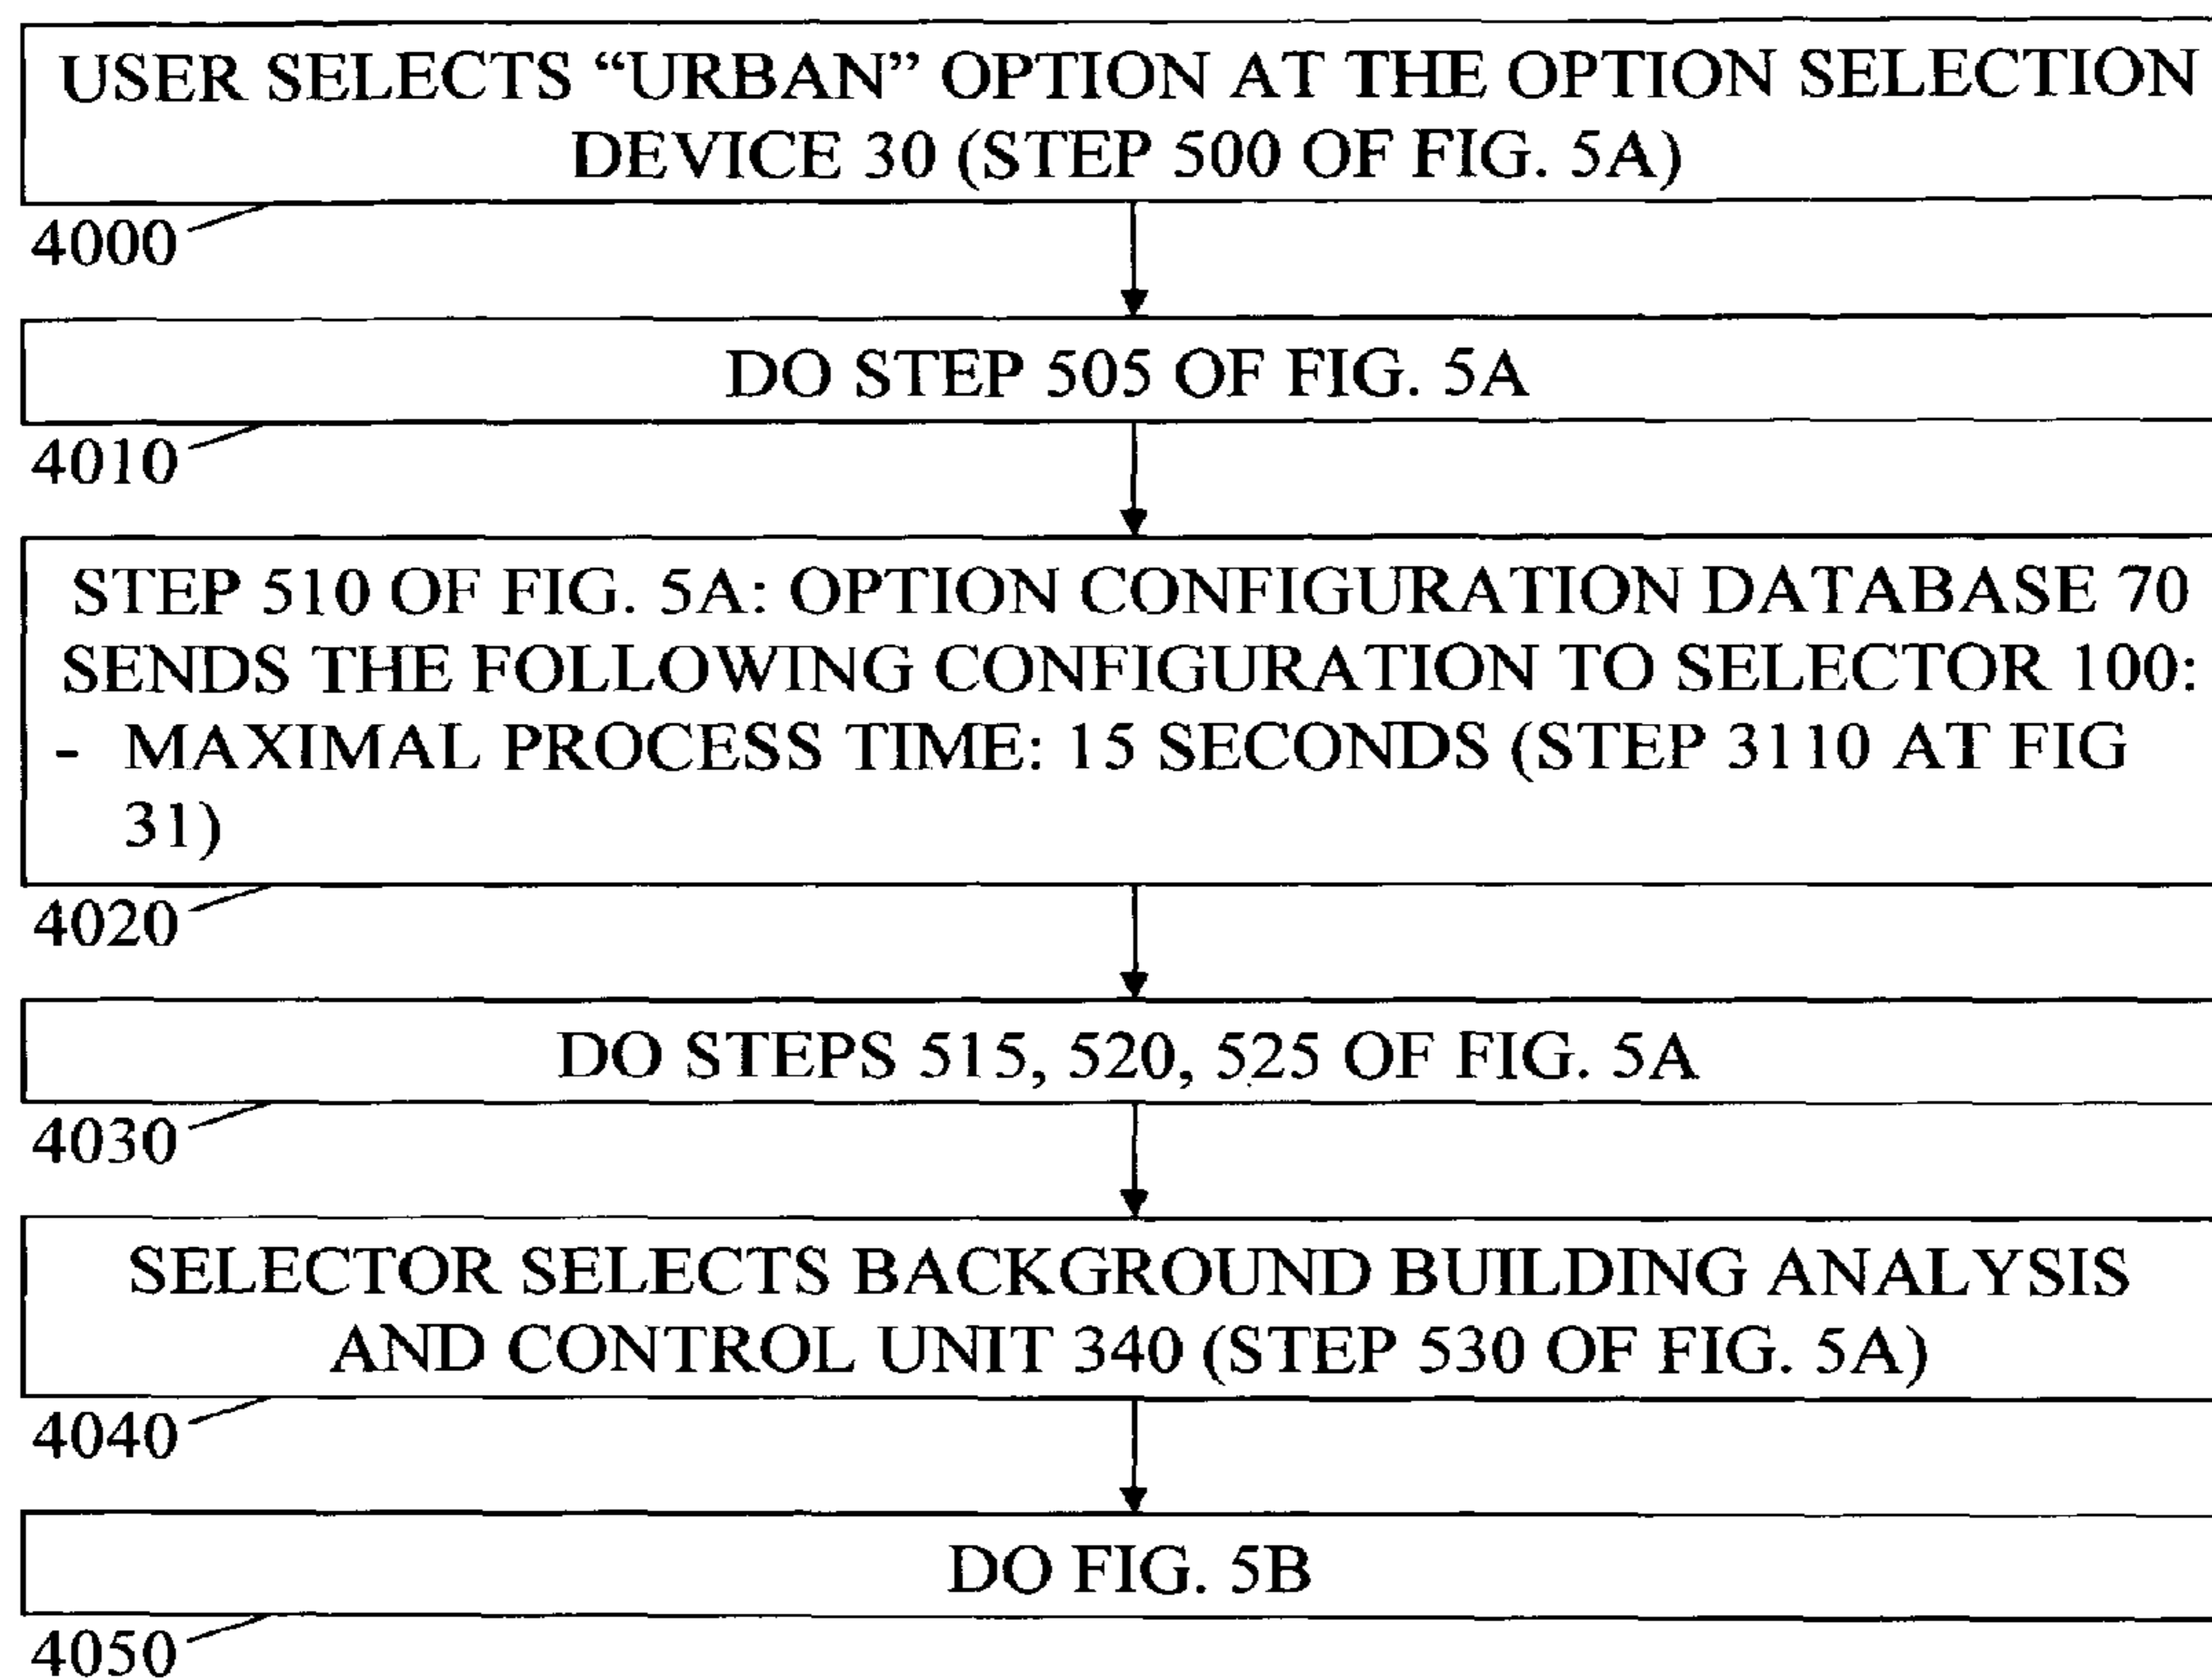 USER SELECTS “URBAN” OPTION AT THE OPTION SELECTION
DEVICE 30 (STEP 500 OF FIG. 5A)
4000
DO STEP 505 OF FIG. 5A
4010
STEP 510 OF FIG. 5A: OPTION CONFIGURATION DATABASE 70
SENDS THE FOLLOWING CONFIGURATION TO SELECTOR 100:
- MAXIMAL PROCESS TIME: 15 SECONDS (STEP 3110 AT FIG
31)
4020
DO STEPS 515, 520, 525 OF FIG. 5A
4030
SELECTOR SELECTS BACKGROUND BUILDING ANALYSIS
AND CONTROL UNIT 340 (STEP 530 OF FIG. 5A)
4040
DO FIG. 5B
4050